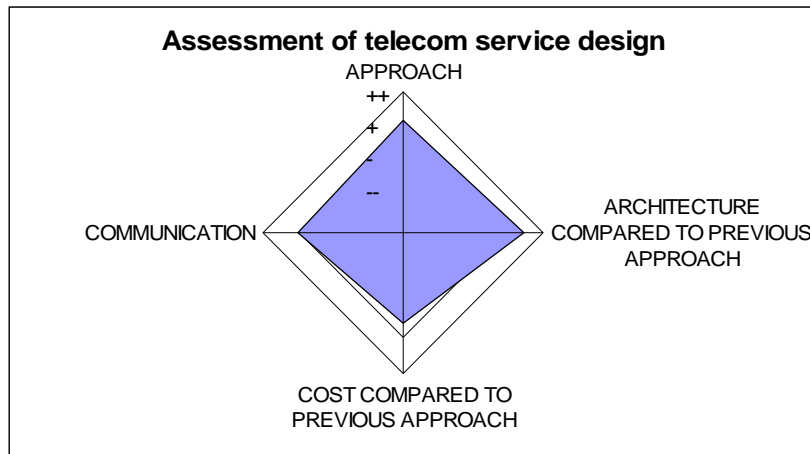 Assessment of telecom service design
APPROACH
++
+
-
--
COMMUNICATION
ARCHITECTURE
COMPARED TO PREVIOUS
APPROACH
COST COMPARED TO
PREVIOUS APPROACH